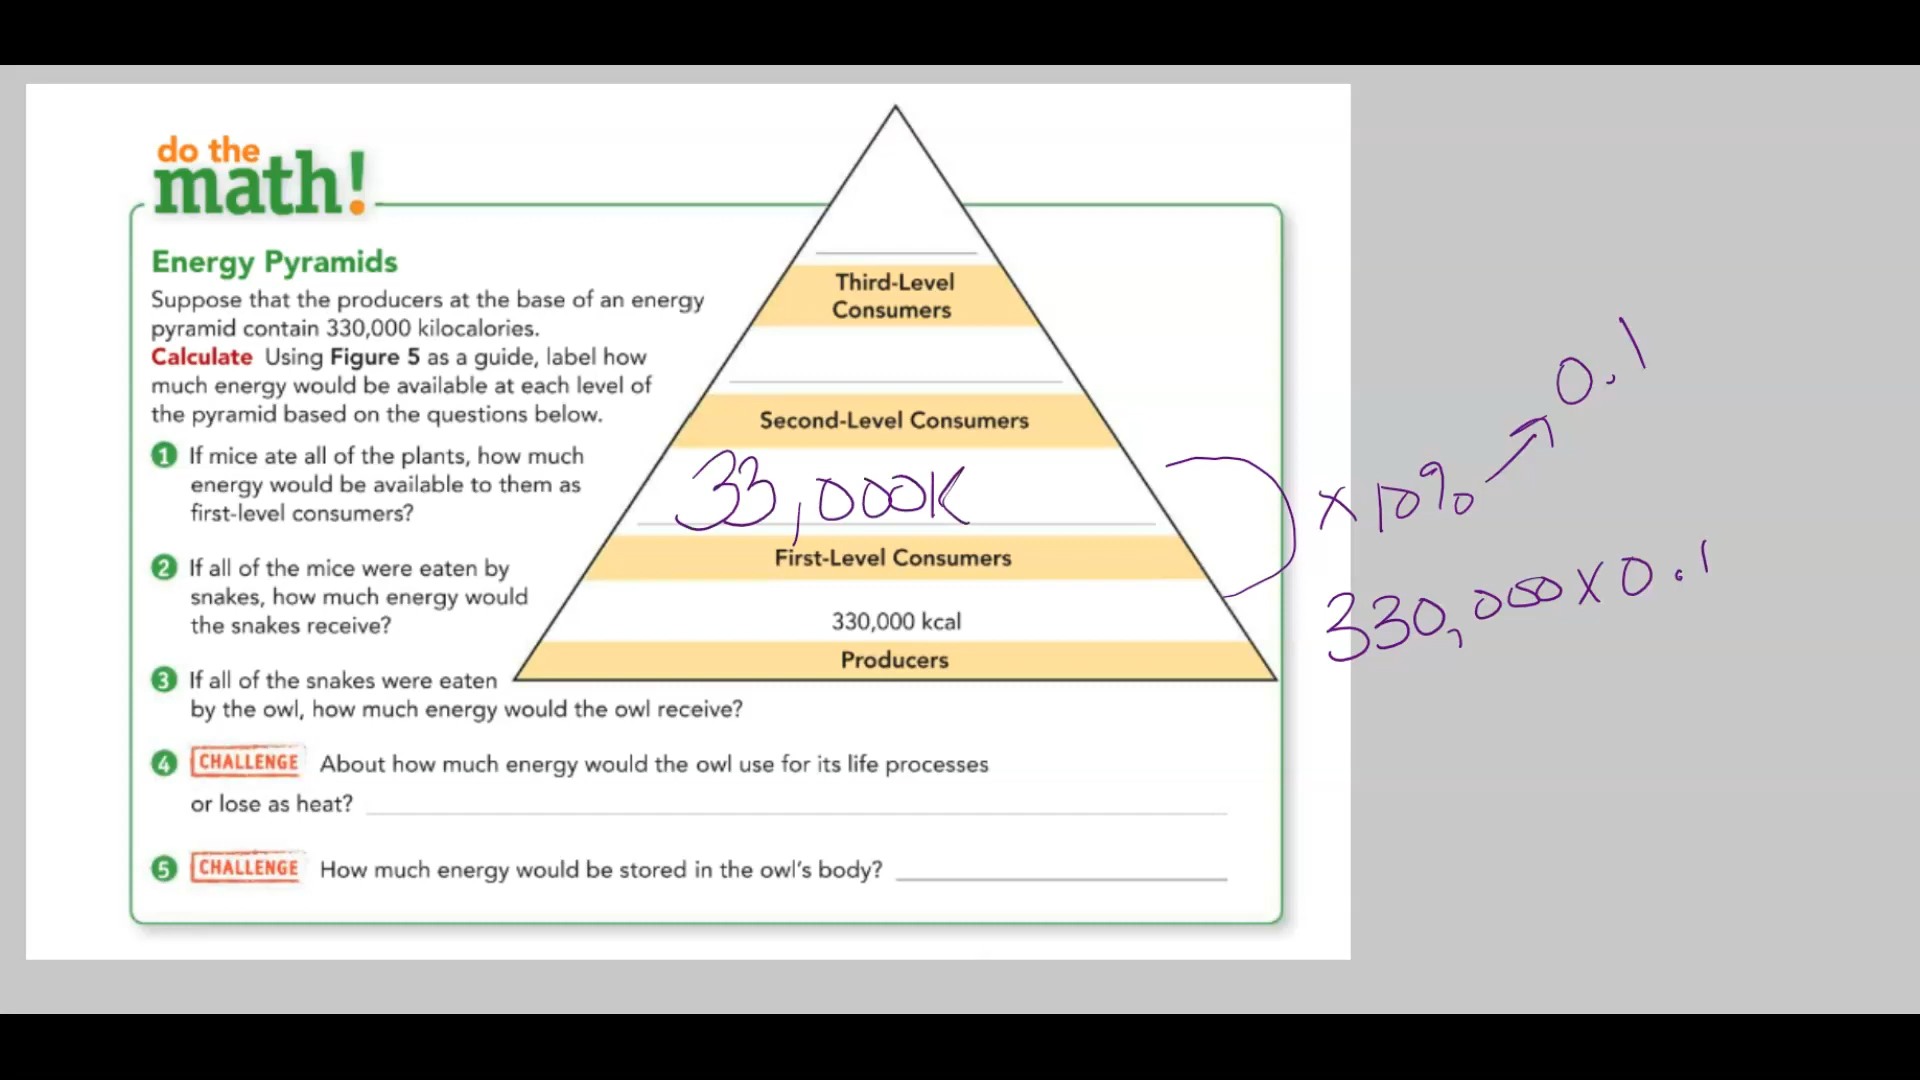 do the
math!
Energy Pyramids
Suppose that the producers at the base of an energy
pyramid contain 330,000 kilocalories.
Calculate Using Figure 5 as a guide, label how
much energy would be available at each level of
the pyramid based on the questions below.
1 If mice ate all of the plants, how much
energy would be available to them as
first-level consumers?
2 If all of the mice were eaten by
snakes, how much energy would
the snakes receive?
3 If all of the snakes were eaten
by the owl, how much energy would the owl receive?
4 CHALLENGE About how much energy would the owl use for its life processes
or lose as heat?
5 CHALLENGE How much energy would be stored in the owl's body?
Third-Level
Consumers
Second-Level Consumers
33,000K
First-Level Consumers
330,000 kcal
Producers
0.1
x 10%
330,000 x 0.1